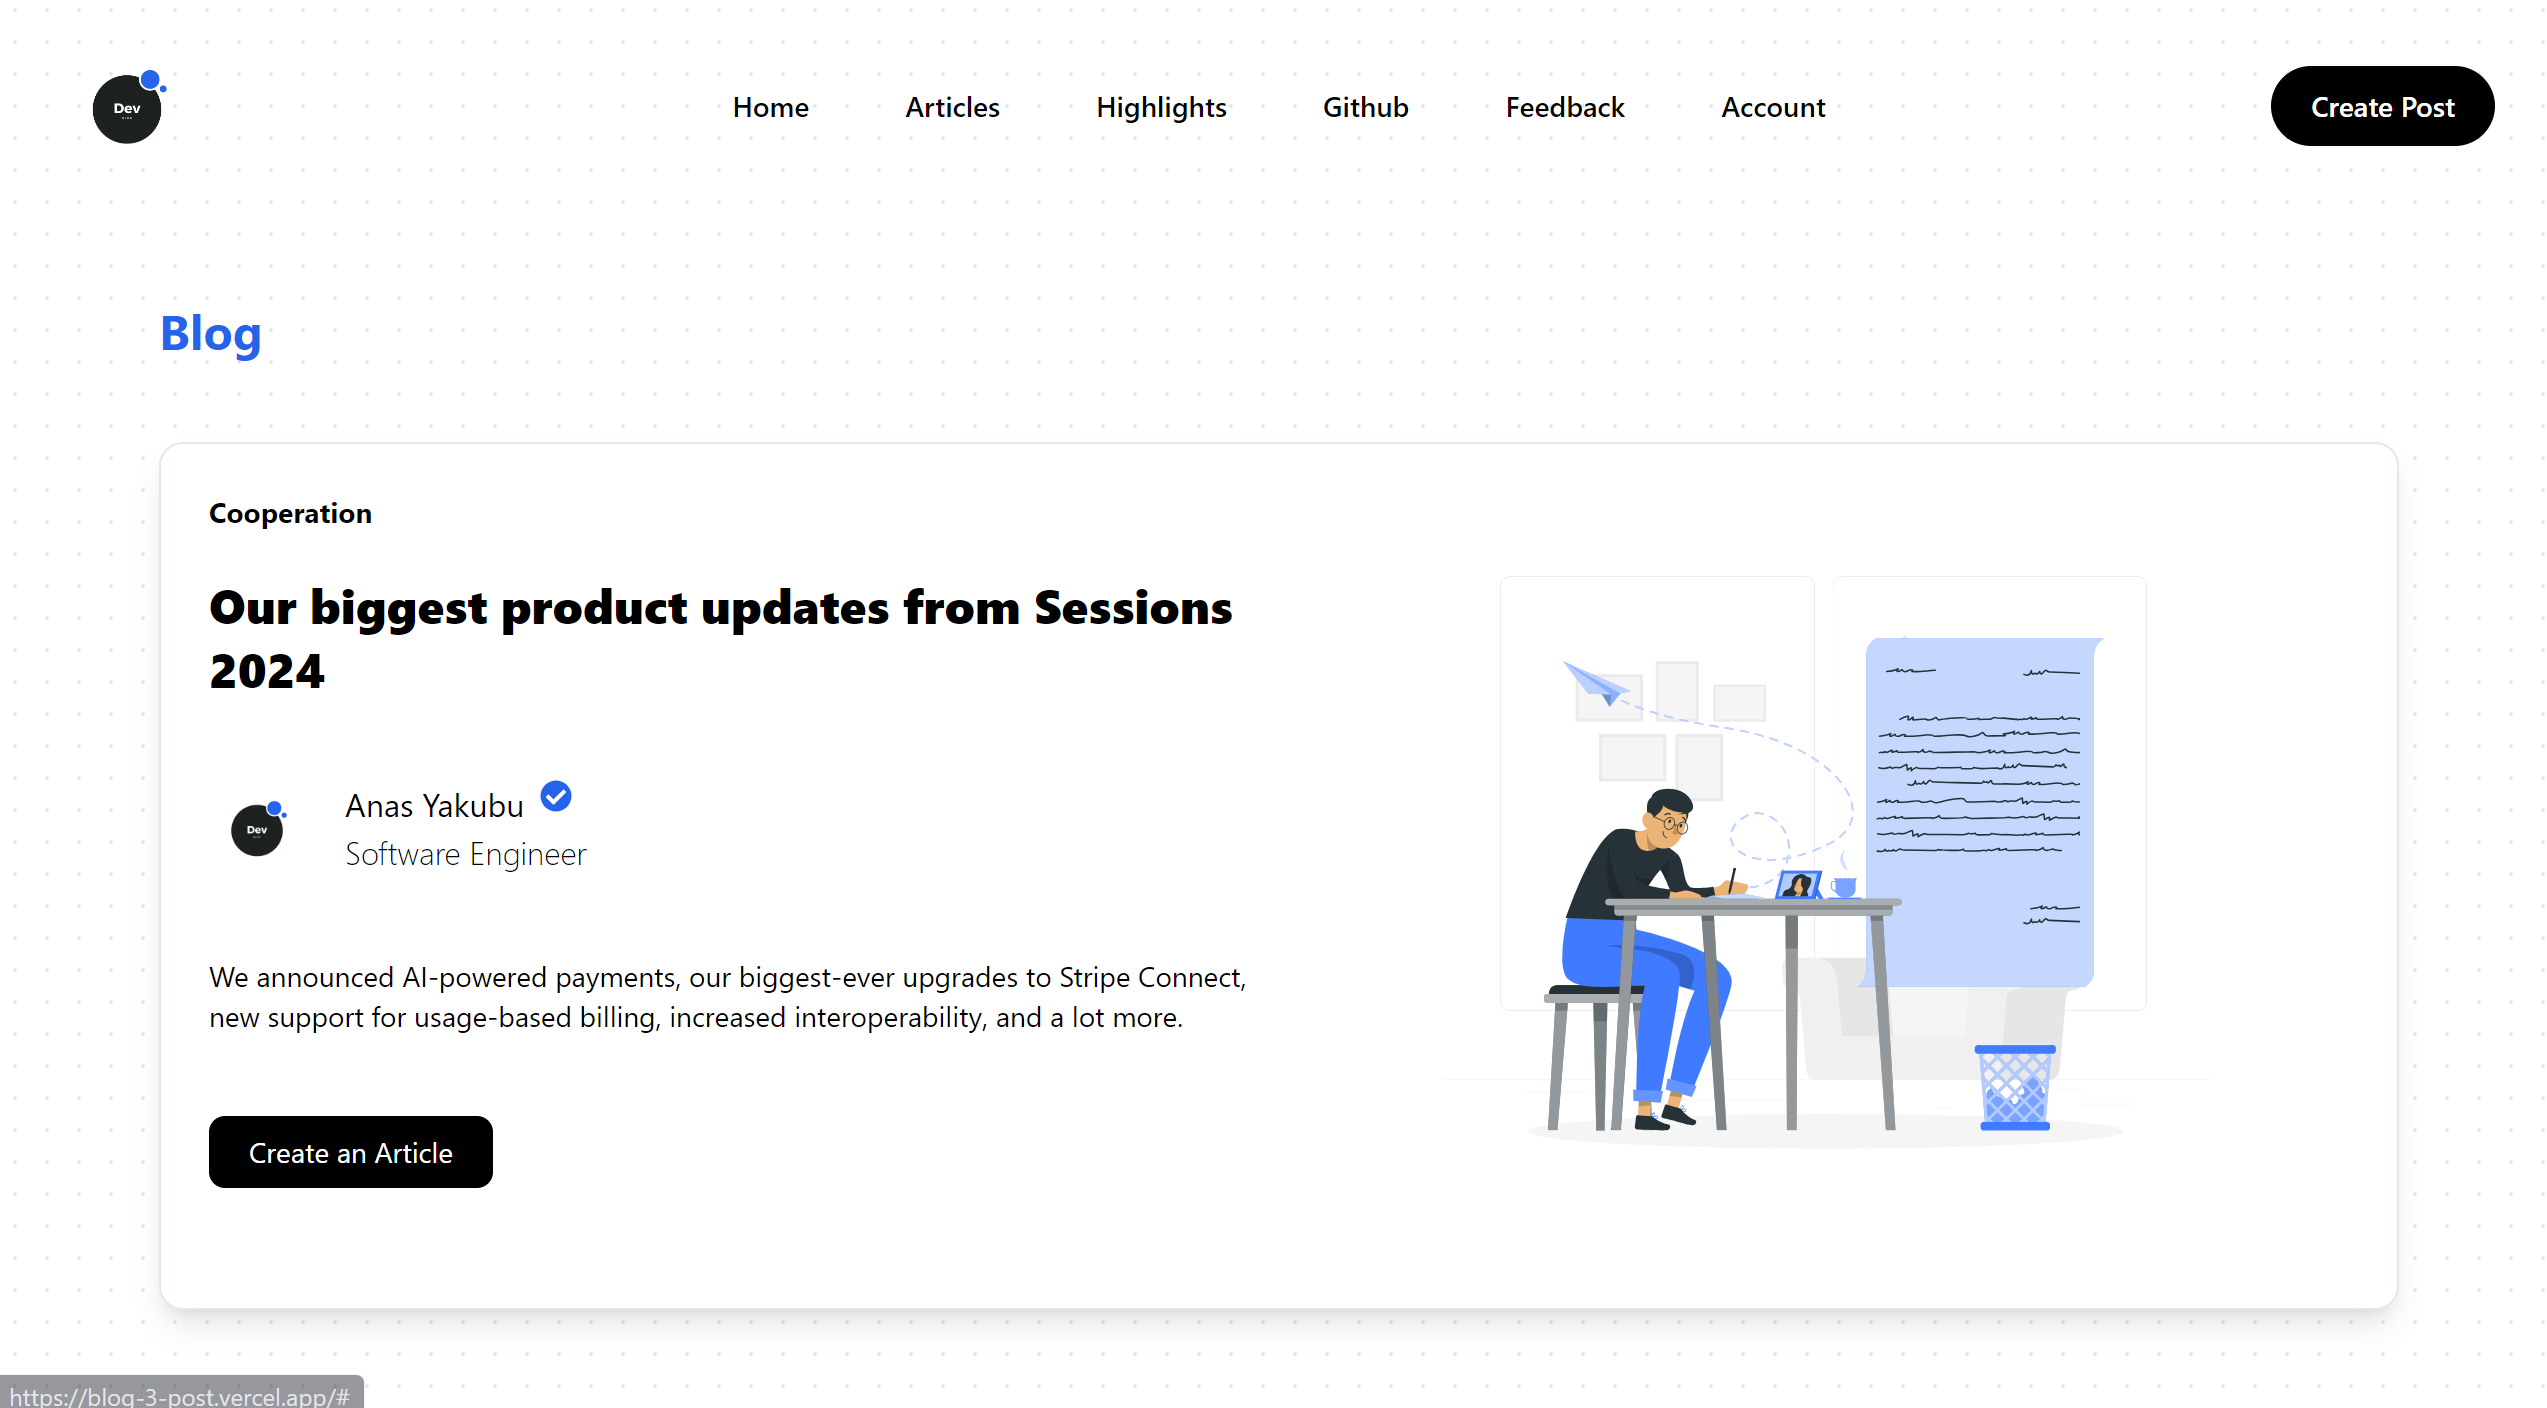 Dev
Home
Articles
Highlights
Github
Feedback
Account
Create Post
Blog
Cooperation
Our biggest product updates from Sessions
2024
Dev
Anas Yakubu
Software Engineer
We announced AI-powered payments, our biggest-ever upgrades to Stripe Connect,
new support for usage-based billing, increased interoperability, and a lot more.
Create an Article
https://blog-3-post.vercel.app/#